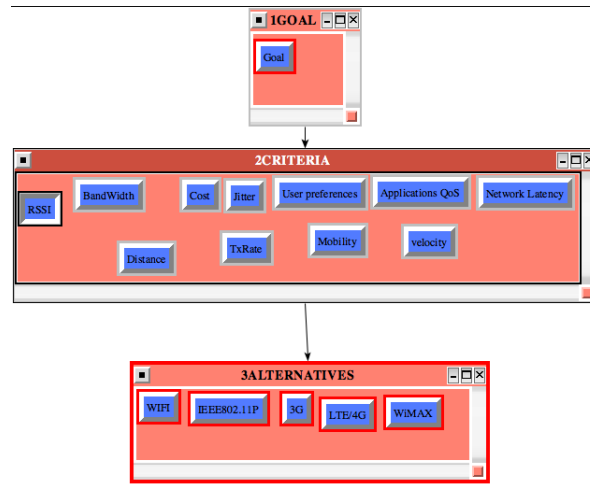 1GOAL
Goal
2CRITERIA
RSSI
BandWidth
Cost
Jitter
User preferences
Applications QoS
Network Latency
Distance
TxRate
Mobility
velocity
3ALTERNATIVES
WIFI
IEEE802.11P
3G
LTE/4G
WiMAX